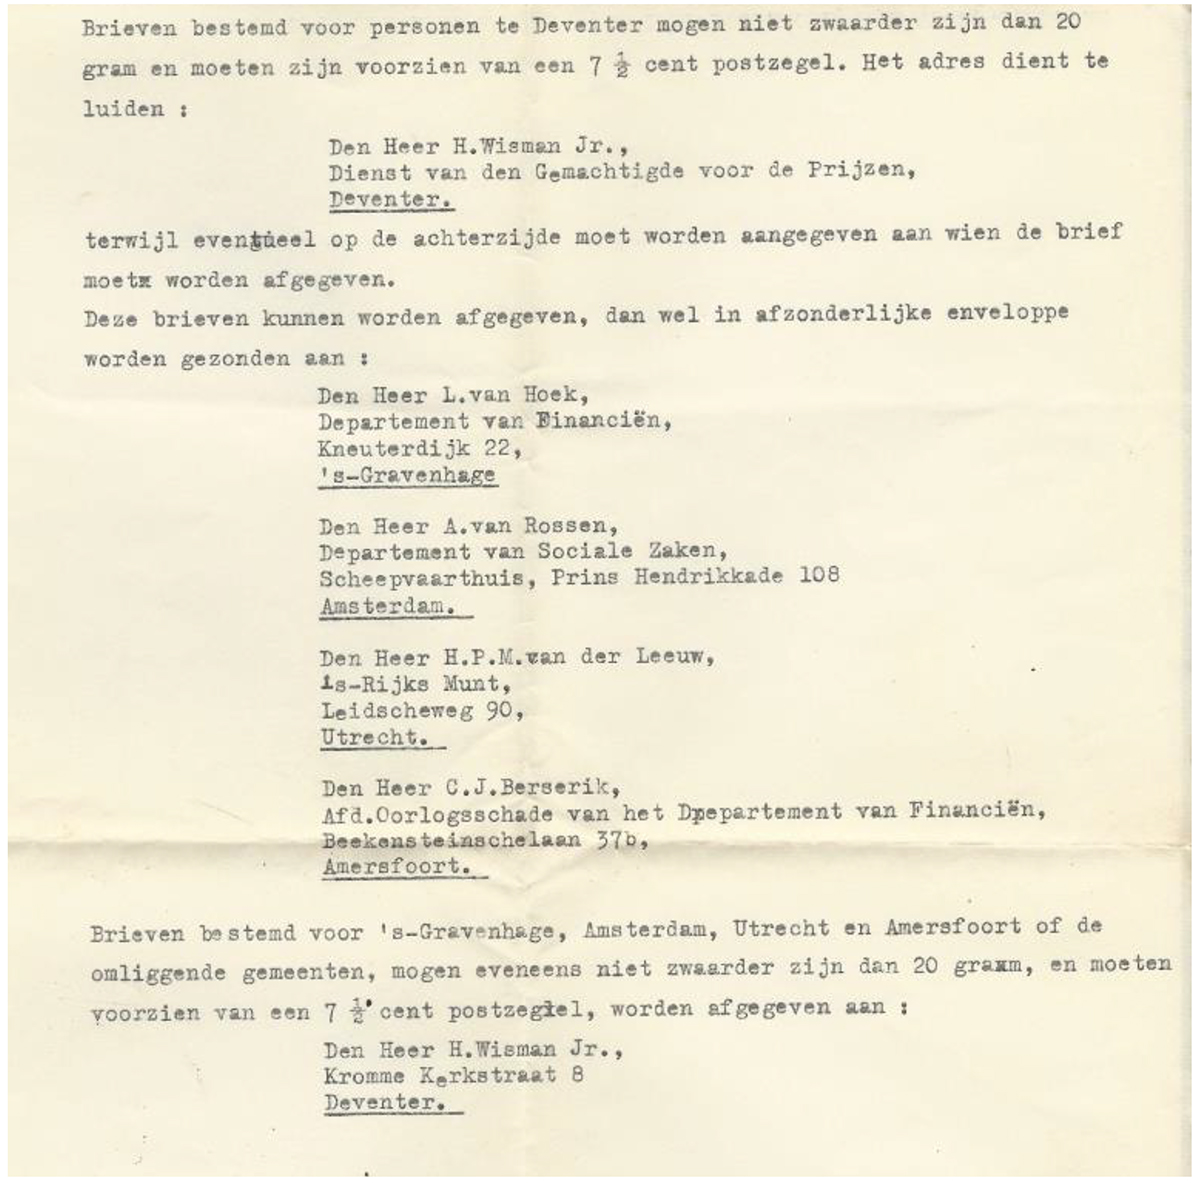 Brieven bestemd voor personen te Deventer mogen niet zwaarder zijn dan 20
gram en moeten zijn voorzien van een 7 ½ cent postzegel. Het adres dient te
luiden :
Den Heer H.Wisman Jr.,
Dienst van den Gemachtigde voor de Prijzen,
Deventer.
terwijl eventueel op de achterzijde moet worden aangegeven aan wien de brief
moetx worden afgegeven.
Deze brieven kunnen worden afgegeven, dan wel in afzonderlijke enveloppe
worden gezonden aan :
Den Heer L.van Hoek,
Departement van Financiën,
Kneuterdijk 22,
's-Gravenhage
Den Heer A.van Rossen,
Departement van Sociale Zaken,
Scheepvaarthuis, Prins Hendrikkade 108
Amsterdam.
Den Heer H.P.M.van der Leeuw,
's-Rijks Munt,
Leidscheweg 90,
Utrecht.
Den Heer C.J.Berserik,
Afd.Oorlogsschade van het Departement van Financiën,
Beekensteinschelaan 37b,
Amersfoort.
Brieven bestemd voor 's-Gravenhage, Amsterdam, Utrecht en Amersfoort of de
omliggende gemeenten, mogen eveneens niet zwaarder zijn dan 20 graxm, en moeten
voorzien van een 7 ½ cent postzegel, worden afgegeven aan :
Den Heer H.Wisman Jr.,
Kromme Kerkstraat 8
Deventer.